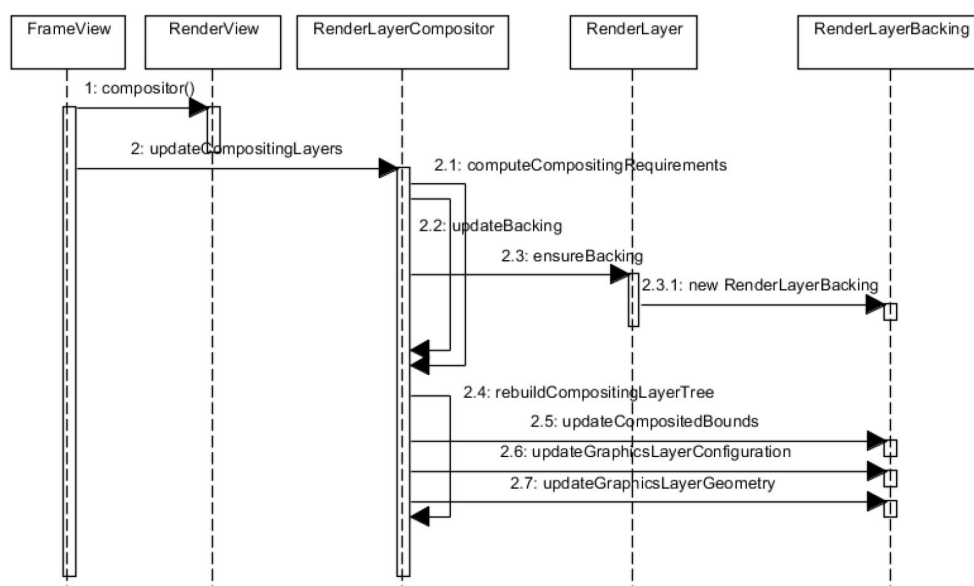 FrameView
RenderView
RenderLayerCompositor
RenderLayer
RenderLayerBacking
1: compositor()
2: updateCompositingLayers
2.1: computeCompositingRequirements
2.2: updateBacking
2.3: ensureBacking
2.3.1: new RenderLayerBacking
2.4: rebuildCompositingLayerTree
2.5: updateCompositedBounds
2.6: updateGraphicsLayerConfiguration
2.7: updateGraphicsLayerGeometry